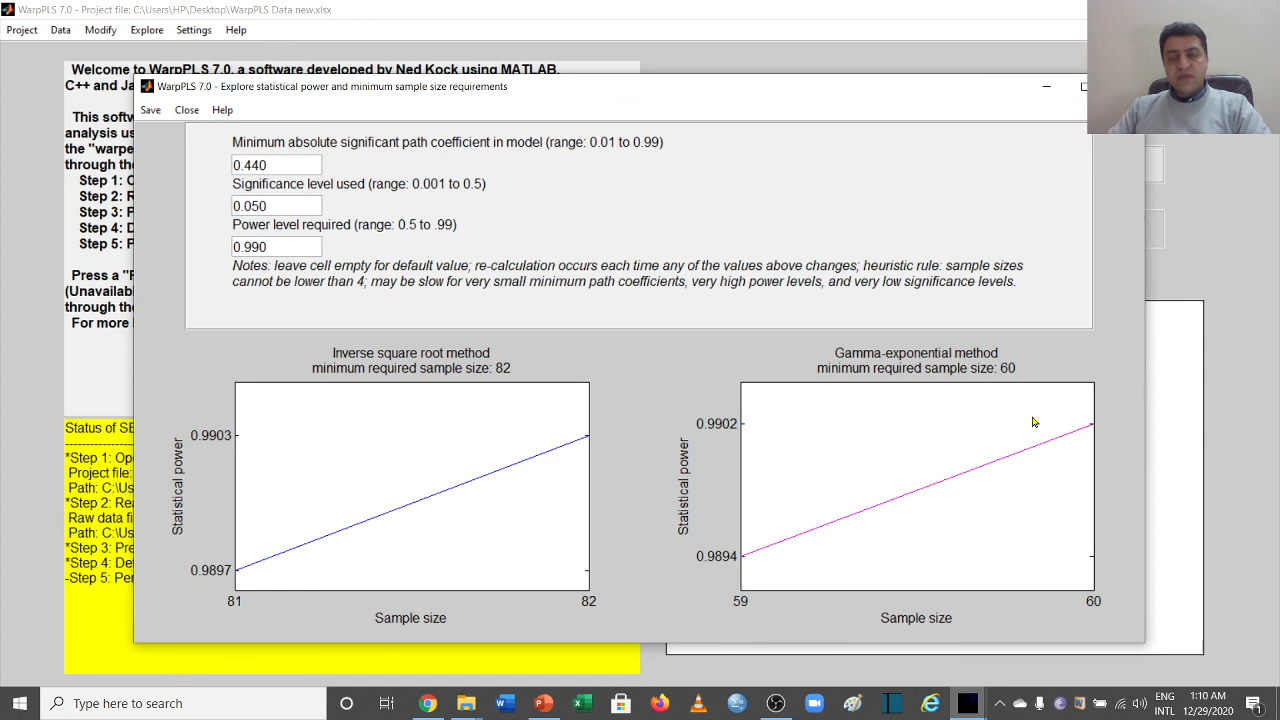 WarpPLS 7.0 - Project file: C:\Users\HP\Desktop\WarpPLS Data new.xlsx
Project Data Modify Explore Settings Help
Welcome to WarpPLS 7.0, a software developed by Ned Kock using MATLAB,
C++ and Ja
This softw
analysis us
the "warpe
through the
Step 1: O
Step 2: R
Step 3: P
Step 4: D
Step 5: P
Press a "F
(Unavailab
through the
For more
WarpPLS 7.0 - Explore statistical power and minimum sample size requirements
Save Close Help
Minimum absolute significant path coefficient in model (range: 0.01 to 0.99)
0.440
Significance level used (range: 0.001 to 0.5)
0.050
Power level required (range: 0.5 to .99)
0.990
Notes: leave cell empty for default value; re-calculation occurs each time any of the values above changes; heuristic rule: sample sizes
cannot be lower than 4; may be slow for very small minimum path coefficients, very high power levels, and very low significance levels.
Inverse square root method
minimum required sample size: 82
0.9903
Statistical power
0.9897
81 82
Sample size
Gamma-exponential method
minimum required sample size: 60
0.9902
Statistical power
0.9894
59 60
Sample size
Status of SE
*Step 1: Op
Project file:
Path: C:\Us
*Step 2: Rea
Raw data fi
Path: C:\Us
*Step 3: Pre
*Step 4: De
-Step 5: Per
Type here to search
ENG
INTL
1:10 AM
12/29/2020